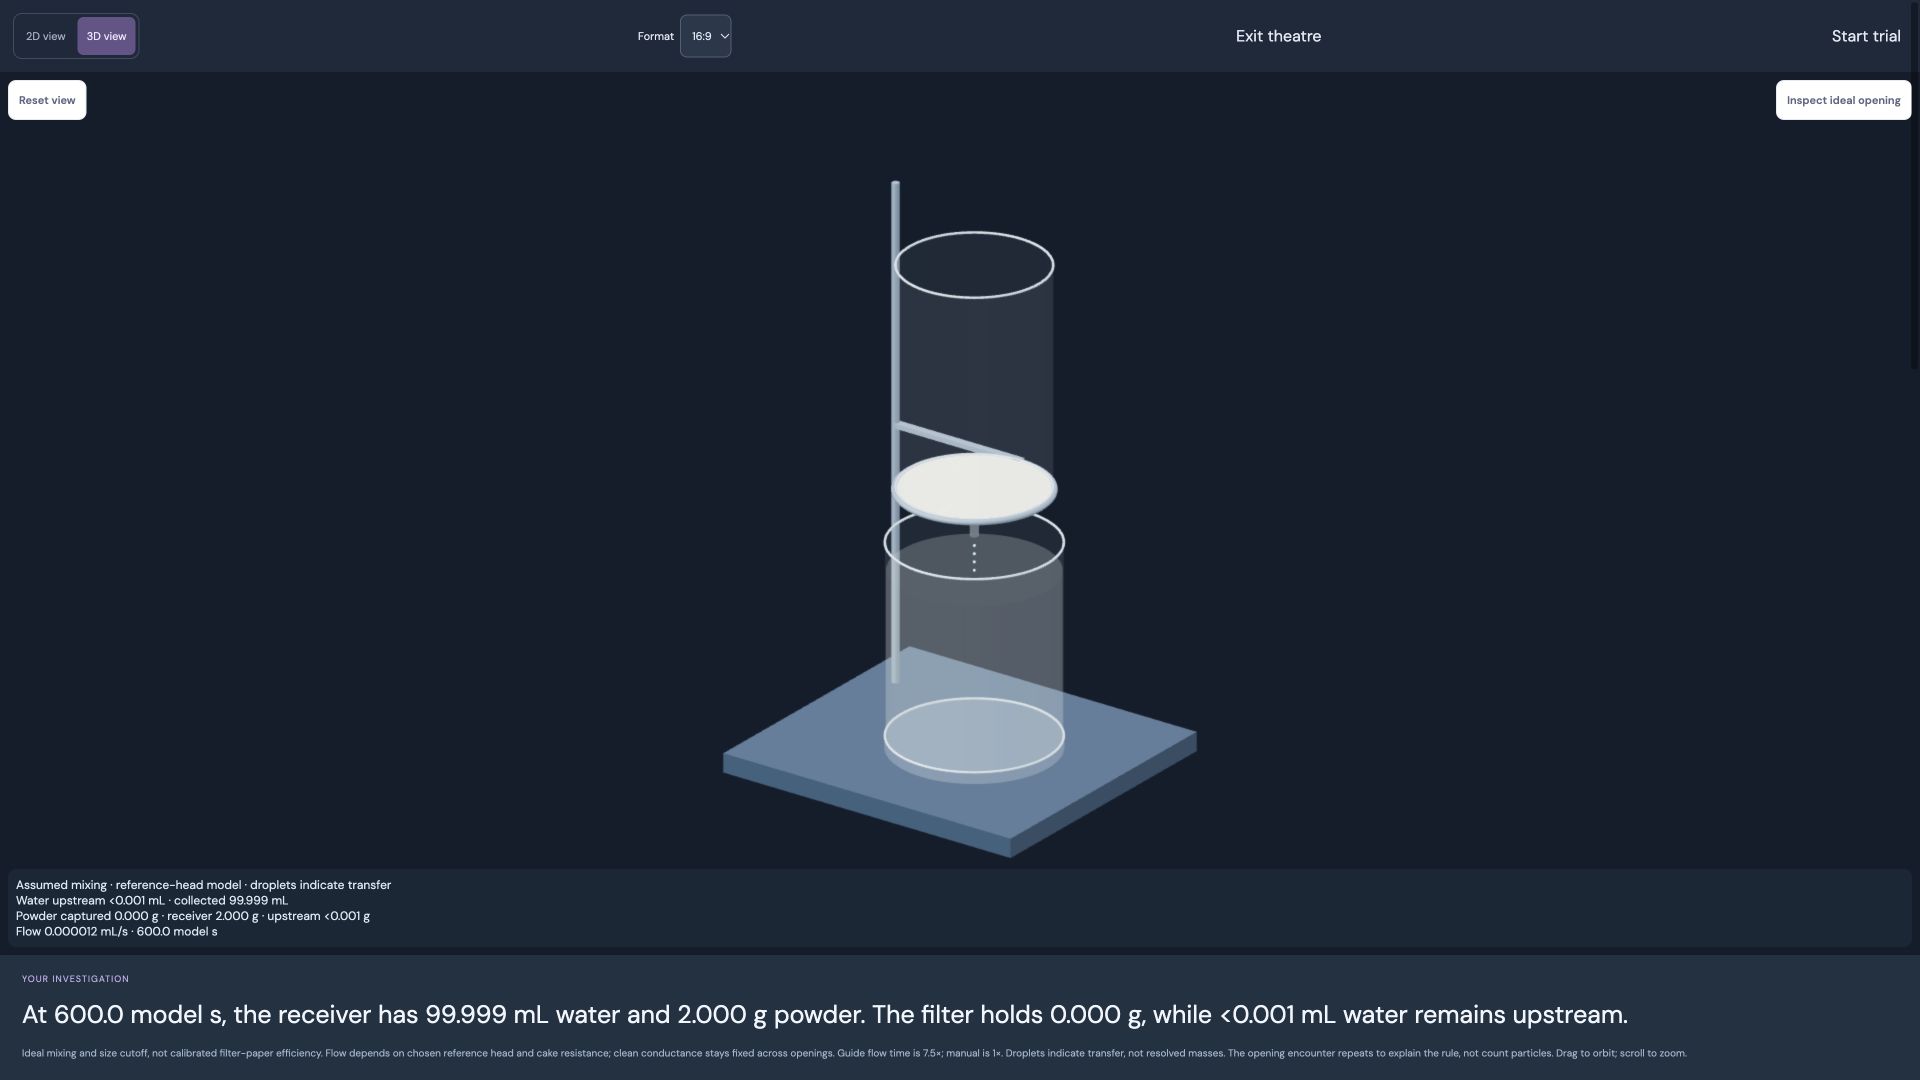 2D view
3D view
Format
16:9
Exit theatre
Start trial
Reset view
Inspect ideal opening
Assumed mixing · reference-head model · droplets indicate transfer
Water upstream <0.001 mL · collected 99.999 mL
Powder captured 0.000 g · receiver 2.000 g · upstream <0.001 g
Flow 0.000012 mL/s · 600.0 model s
YOUR INVESTIGATION
At 600.0 model s, the receiver has 99.999 mL water and 2.000 g powder. The filter holds 0.000 g, while <0.001 mL water remains upstream.
Ideal mixing and size cutoff, not calibrated filter-paper efficiency. Flow depends on chosen reference head and cake resistance; clean conductance stays fixed across openings. Guide flow time is 7.5×; manual is 1×. Droplets indicate transfer, not resolved masses. The opening encounter repeats to explain the rule, not count particles. Drag to orbit; scroll to zoom.